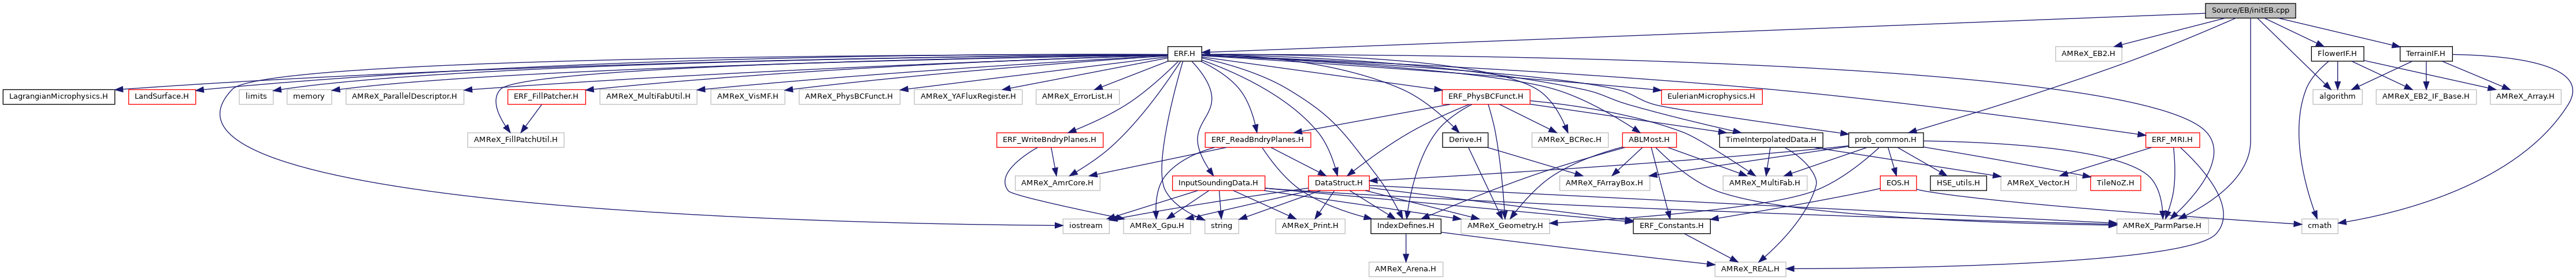 Source/EB/initEB.cpp
ERF.H
AMReX_EB2.H
FlowerIF.H
TerrainIF.H
LagrangianMicrophysics.H
LandSurface.H
limits
memory
AMReX_ParallelDescriptor.H
ERF_FillPatcher.H
AMReX_MultiFabUtil.H
AMReX_VisMF.H
AMReX_PhysBCFunct.H
AMReX_YAFluxRegister.H
AMReX_ErrorList.H
ERF_PhysBCFunct.H
EulerianMicrophysics.H
algorithm
AMReX_EB2_IF_Base.H
AMReX_Array.H
AMReX_FillPatchUtil.H
ERF_WriteBndryPlanes.H
ERF_ReadBndryPlanes.H
Derive.H
AMReX_BCRec.H
ABLMost.H
TimeInterpolatedData.H
prob_common.H
ERF_MRI.H
AMReX_AmrCore.H
InputSoundingData.H
DataStruct.H
AMReX_FArrayBox.H
AMReX_MultiFab.H
EOS.H
HSE_utils.H
AMReX_Vector.H
TileNoZ.H
iostream
AMReX_Gpu.H
string
AMReX_Print.H
IndexDefines.H
AMReX_Geometry.H
ERF_Constants.H
AMReX_ParmParse.H
cmath
AMReX_Arena.H
AMReX_REAL.H